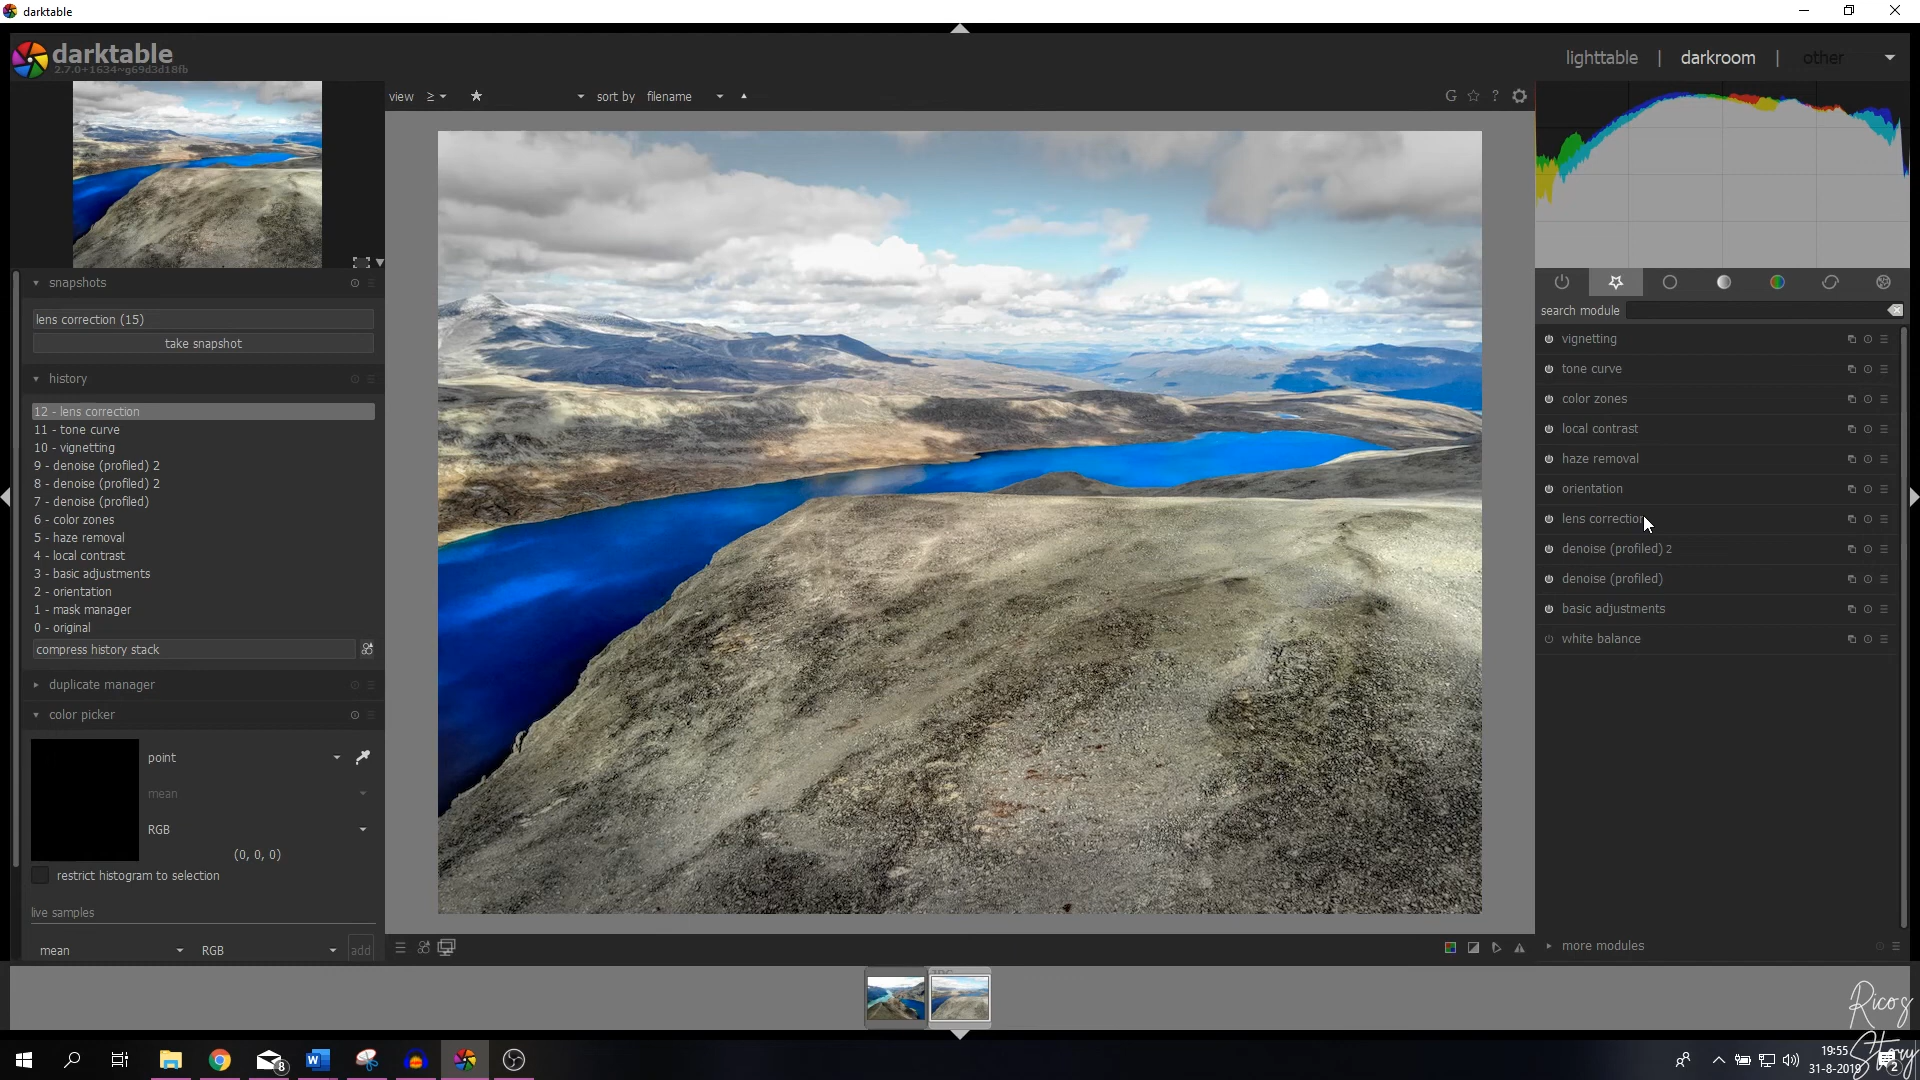 darktable
darktable
2.7.0+1634~g69d3d18fb
lighttable | darkroom | other
view ≥ sort by filename
G ?
snapshots
lens correction (15)
take snapshot
history
12 - lens correction
11 - tone curve
10 - vignetting
9 - denoise (profiled) 2
8 - denoise (profiled) 2
7 - denoise (profiled)
6 - color zones
5 - haze removal
4 - local contrast
3 - basic adjustments
2 - orientation
1 - mask manager
0 - original
compress history stack
duplicate manager
color picker
point
mean
RGB
(0, 0, 0)
restrict histogram to selection
live samples
mean RGB add
search module
vignetting
tone curve
color zones
local contrast
haze removal
orientation
lens correction
denoise (profiled) 2
denoise (profiled)
basic adjustments
white balance
more modules
Rico's
Story
8
19:55
31-8-2019
2